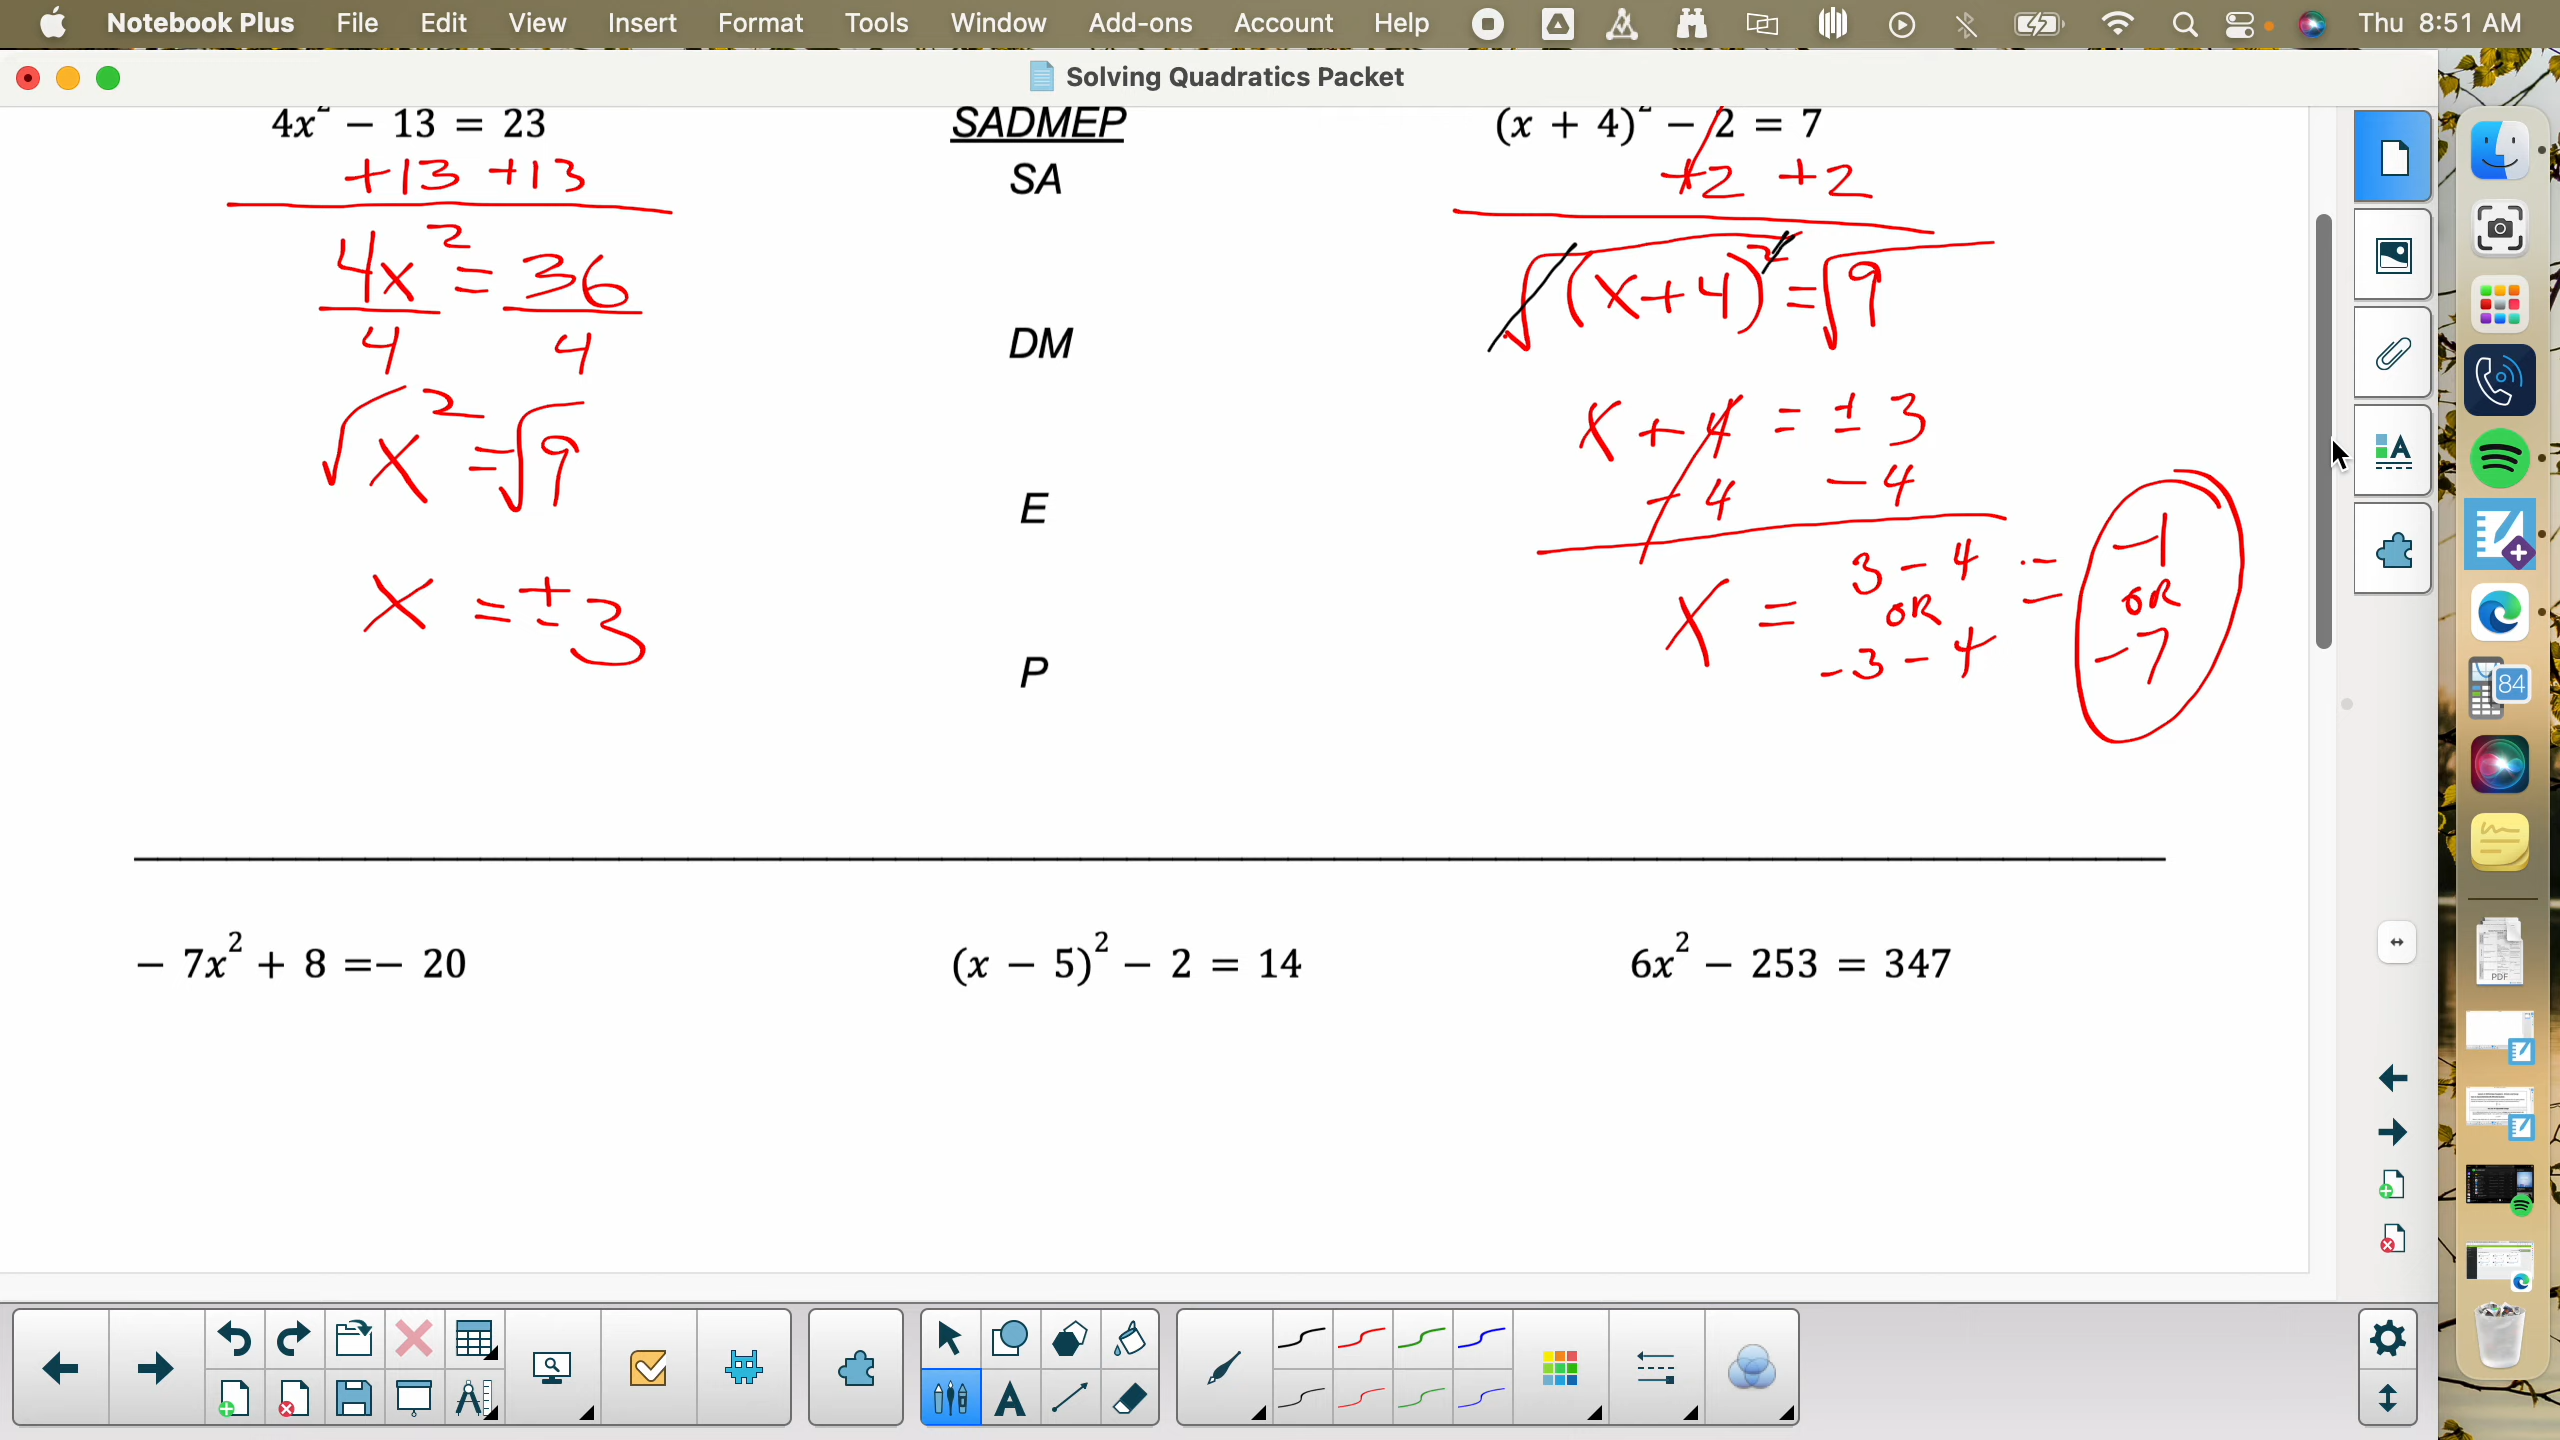 Notebook Plus File Edit View Insert Format Tools Window Add-ons Account Help Thu 8:51 AM
Solving Quadratics Packet
4x² − 13 = 23
+13 +13
4x² = 36
4 4
√x² = √9
x = ± 3
SADMEP
SA
DM
E
P
(x + 4)² − 2 = 7
+2 +2
√(x+4)² = √9
x + 4 = ± 3
− 4 − 4
x = 3 − 4 OR −3 − 4 = −1 OR −7
− 7x² + 8 =− 20
(x − 5)² − 2 = 14
6x² − 253 = 347
A
84
PDF
A